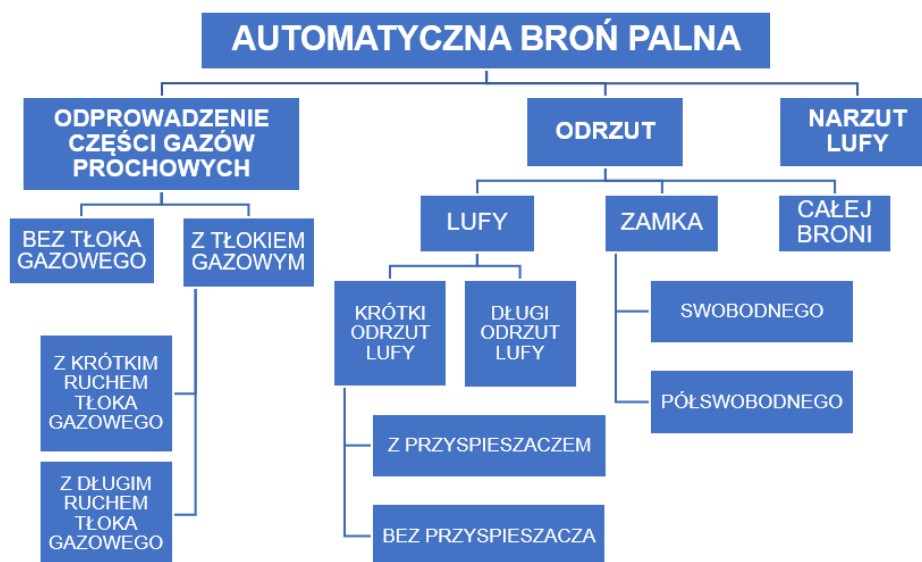 AUTOMATYCZNA BROŃ PALNA
ODPROWADZENIE
CZĘŚCI GAZÓW
PROCHOWYCH
ODRZUT
NARZUT
LUFY
BEZ TŁOKA
GAZOWEGO
Z TŁOKIEM
GAZOWYM
LUFY
ZAMKA
CAŁEJ
BRONI
Z KRÓTKIM
RUCHEM
TŁOKA
GAZOWEGO
Z DŁUGIM
RUCHEM
TŁOKA
GAZOWEGO
KRÓTKI
ODRZUT
LUFY
DŁUGI
ODRZUT
LUFY
SWOBODNEGO
PÓŁSWOBODNEGO
Z PRZYSPIESZACZEM
BEZ PRZYSPIESZACZA